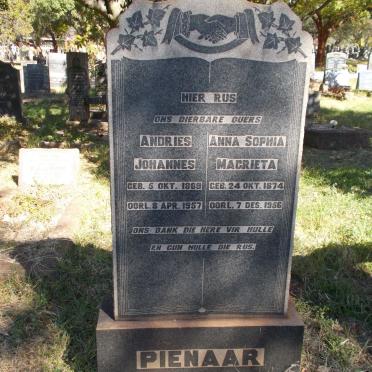 HIER RUS
ONS DIERBARE OUERS
ANDRIES ANNA SOPHIA
JOHANNES MAGRIETA
GEB. 5 OKT. 1869 GEB. 24 OKT. 1874
OORL. 8 APR. 1957 OORL. 7 DES. 1956
ONS DANK DIE HERE VIR HULLE
EN GUN HULLE DIE RUS.
PIENAAR